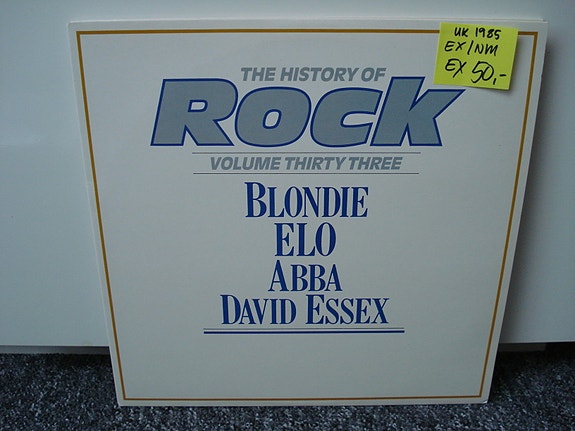 UK 1985
EX/NM
EX 50,-
THE HISTORY OF
ROCK
VOLUME THIRTY THREE
BLONDIE
ELO
ABBA
DAVID ESSEX